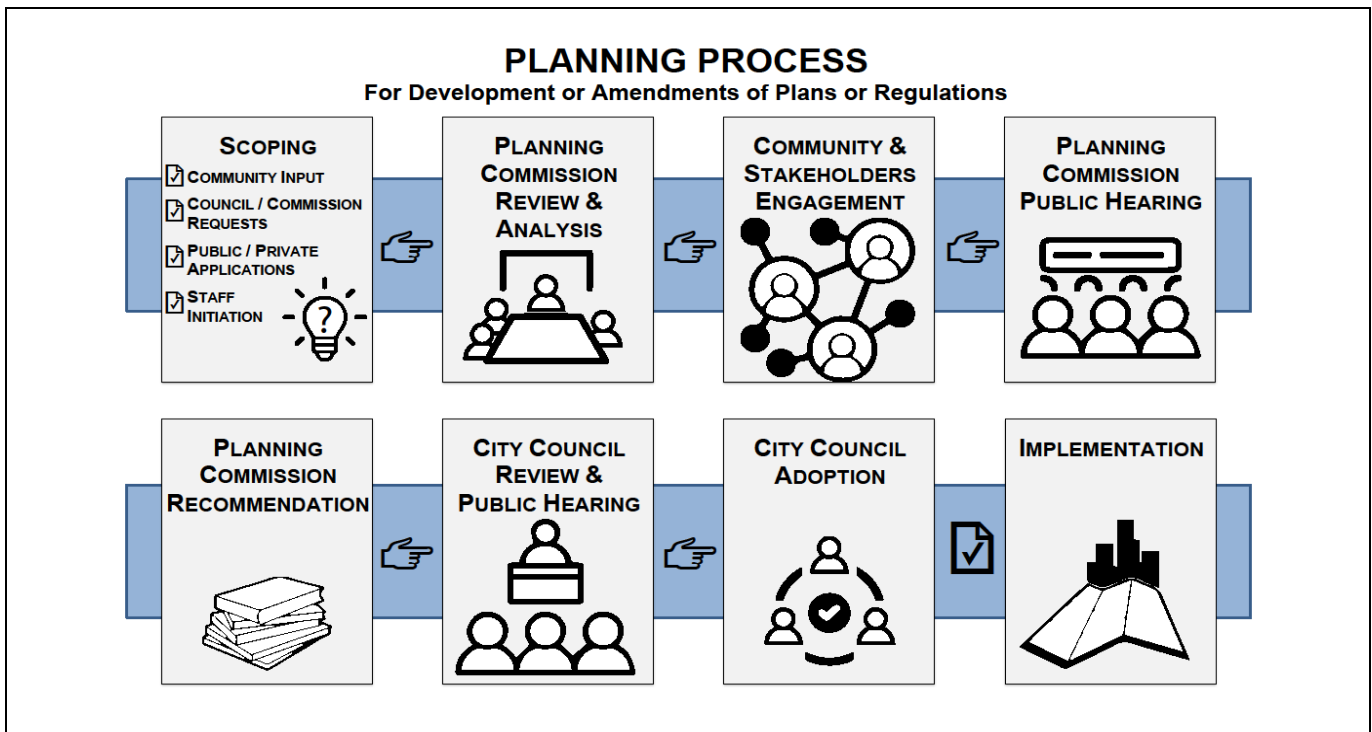 PLANNING PROCESS
For Development or Amendments of Plans or Regulations
SCOPING
COMMUNITY INPUT
COUNCIL / COMMISSION
REQUESTS
PUBLIC / PRIVATE
APPLICATIONS
STAFF
INITIATION
?
PLANNING
COMMISSION
REVIEW &
ANALYSIS
COMMUNITY &
STAKEHOLDERS
ENGAGEMENT
PLANNING
COMMISSION
PUBLIC HEARING
PLANNING
COMMISSION
RECOMMENDATION
CITY COUNCIL
REVIEW &
PUBLIC HEARING
CITY COUNCIL
ADOPTION
IMPLEMENTATION